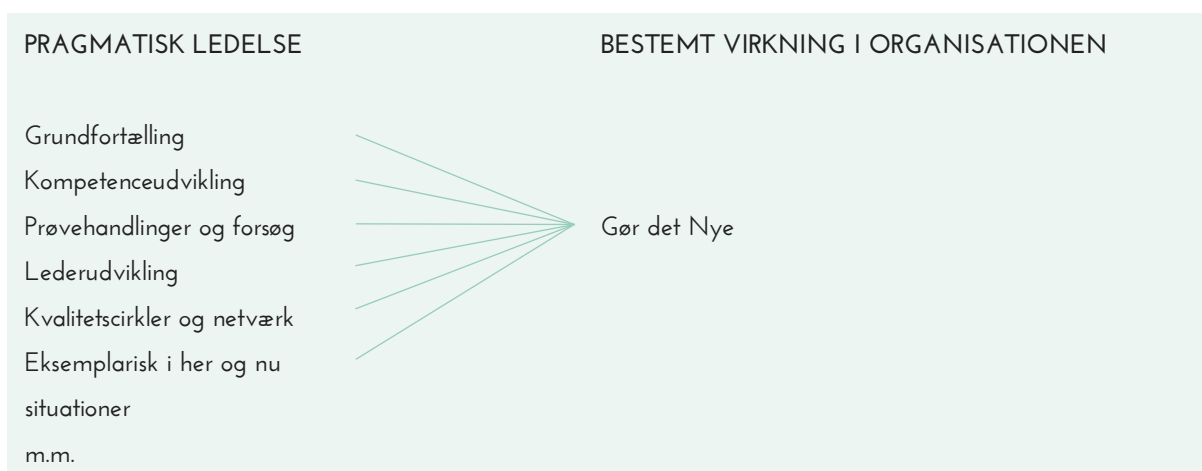 PRAGMATISK LEDELSE
BESTEMT VIRKNING I ORGANISATIONEN
Grundfortælling
Kompetenceudvikling
Prøvehandlinger og forsøg
Gør det Nye
Lederudvikling
Kvalitetscirkler og netværk
Eksemplarisk i her og nu
situationer
m.m.